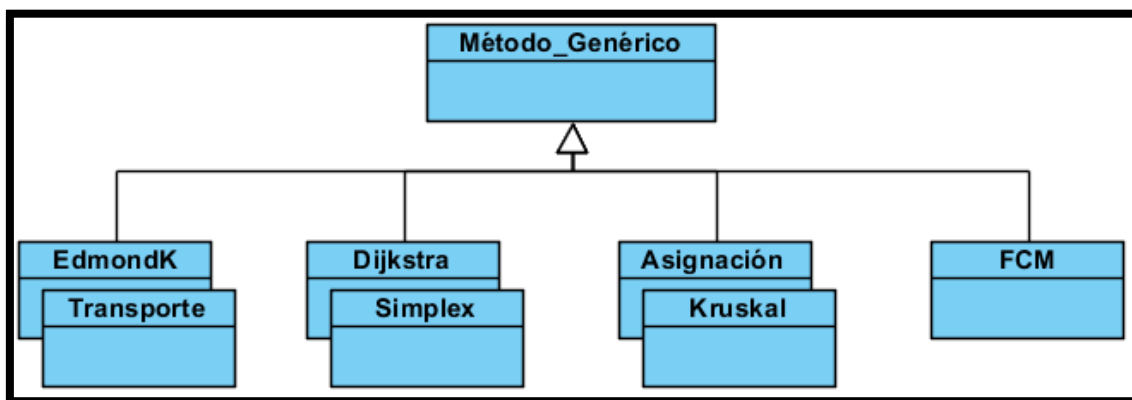 Método_Genérico
EdmondK
Dijkstra
Asignación
FCM
Transporte
Simplex
Kruskal